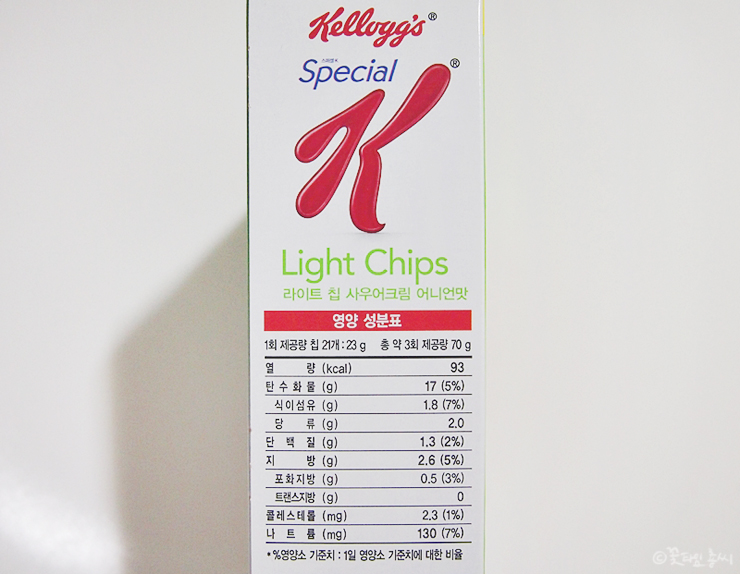 Kellogg's®
스페셜 K
Special
K®
Light Chips
라이트 칩 사우어크림 어니언맛
영양 성분표
1회 제공량 칩 21개 : 23 g 총 약 3회 제공량 70 g
열 량 (kcal) 93
탄수화물 (g) 17 (5%)
식이섬유 (g) 1.8 (7%)
당 류 (g) 2.0
단 백 질 (g) 1.3 (2%)
지 방 (g) 2.6 (5%)
포화지방 (g) 0.5 (3%)
트랜스지방 (g) 0
콜레스테롤 (mg) 2.3 (1%)
나 트 륨 (mg) 130 (7%)
• %영양소 기준치 : 1일 영양소 기준치에 대한 비율